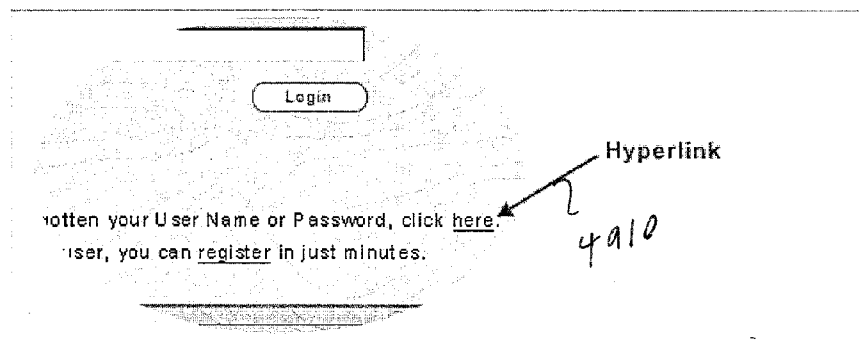 Login
Hyperlink
otten your User Name or Password, click here.
user, you can register in just minutes.
4910